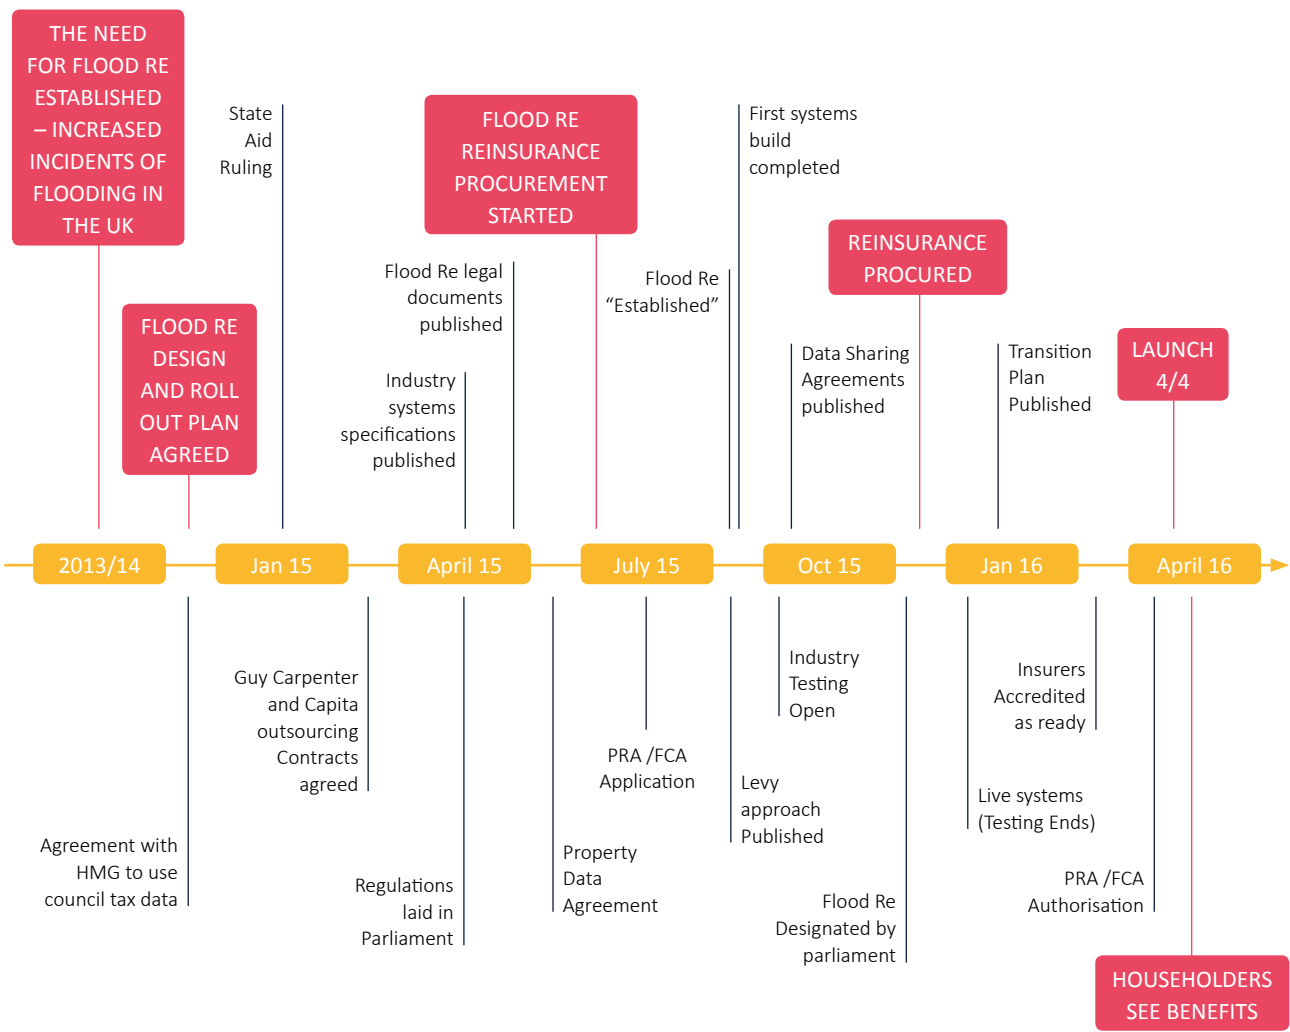 THE NEED
FOR FLOOD RE
ESTABLISHED
– INCREASED
INCIDENTS OF
FLOODING IN
THE UK
FLOOD RE
DESIGN
AND ROLL
OUT PLAN
AGREED
State
Aid
Ruling
Industry
systems
specifications
published
Flood Re legal
documents
published
FLOOD RE
REINSURANCE
PROCUREMENT
STARTED
Flood Re
“Established”
First systems
build
completed
Data Sharing
Agreements
published
REINSURANCE
PROCURED
Transition
Plan
Published
LAUNCH
4/4
2013/14
Jan 15
April 15
July 15
Oct 15
Jan 16
April 16
Agreement with
HMG to use
council tax data
Guy Carpenter
and Capita
outsourcing
Contracts
agreed
Regulations
laid in
Parliament
Property
Data
Agreement
PRA /FCA
Application
Levy
approach
Published
Industry
Testing
Open
Flood Re
Designated by
parliament
Live systems
(Testing Ends)
Insurers
Accredited
as ready
PRA /FCA
Authorisation
HOUSEHOLDERS
SEE BENEFITS